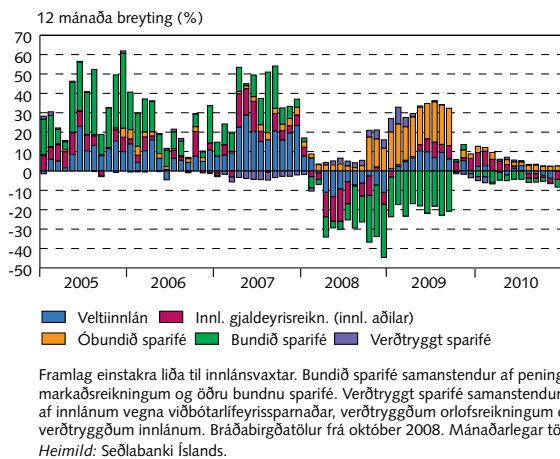 12 mánaða breyting (%)
70
60
50
40
30
20
10
0
-10
-20
-30
-40
-50
2005 2006 2007 2008 2009 2010
Veltiinnlán Innl. gjaldeyrisreikn. (innl. aðilar)
Óbundið sparifé Bundið sparifé Verðtryggt sparifé
Framlag einstakra liða til innlánsvaxtar. Bundið sparifé samanstendur af pening
markaðsreikningum og öðru bundnu sparifé. Verðtryggt sparifé samanstendur
af innlánum vegna viðbótarlífeyrissparnaðar, verðtryggðum orlofsreikningum
verðtryggðum innlánum. Bráðabirgðatölur frá október 2008. Mánaðarlegar
Heimild: Seðlabanki Íslands.